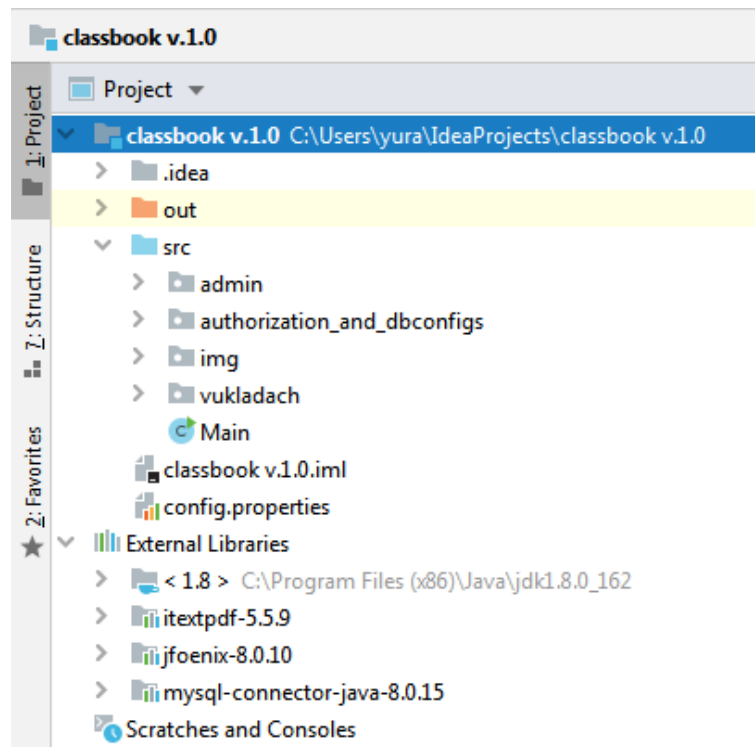 classbook v.1.0
1: Project
7: Structure
2: Favorites
Project
classbook v.1.0 C:\Users\yura\IdeaProjects\classbook v.1.0
.idea
out
src
admin
authorization_and_dbconfigs
img
vukladach
C Main
classbook v.1.0.iml
config.properties
External Libraries
< 1.8 > C:\Program Files (x86)\Java\jdk1.8.0_162
itextpdf-5.5.9
jfoenix-8.0.10
mysql-connector-java-8.0.15
Scratches and Consoles